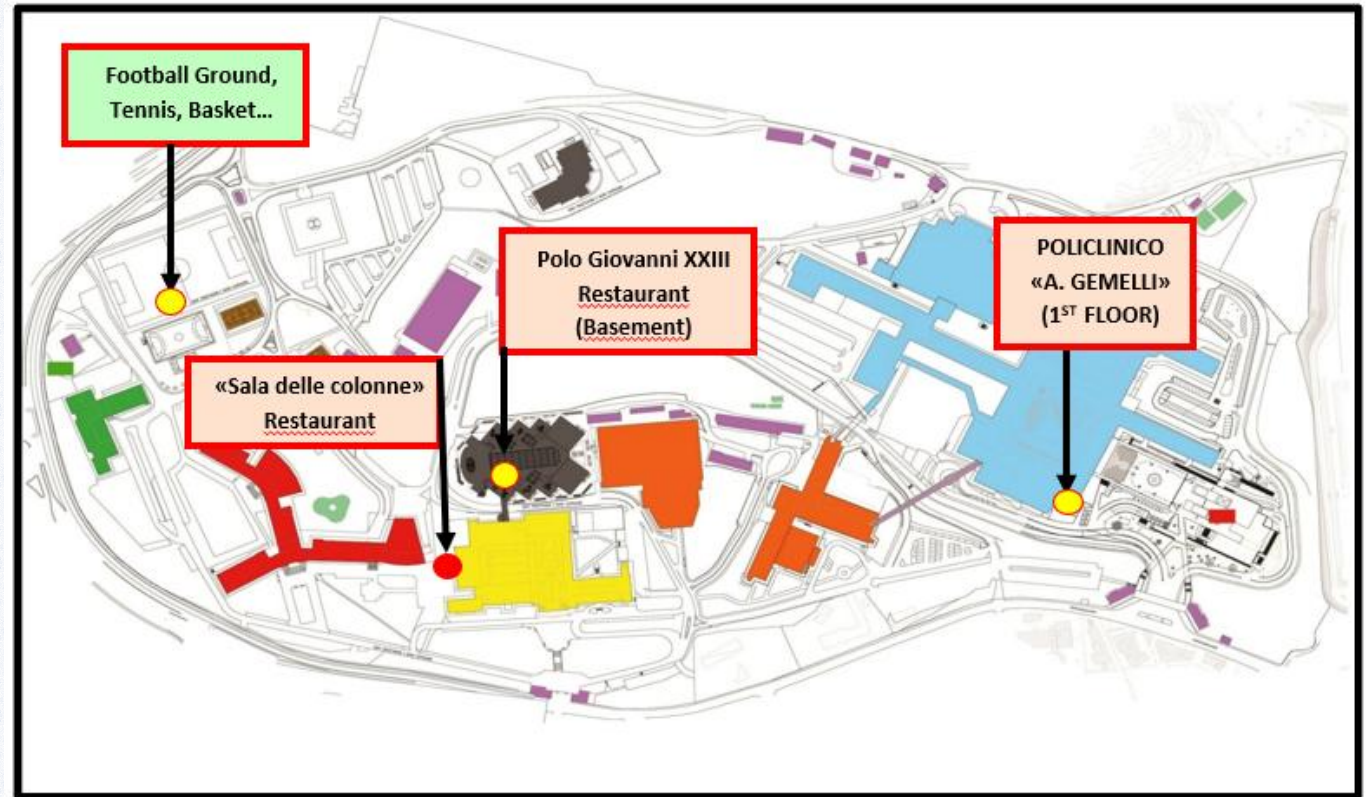 Football Ground,
Tennis, Basket...
Polo Giovanni XXIII
Restaurant
(Basement)
POLICLINICO
«A. GEMELLI»
(1ST FLOOR)
«Sala delle colonne»
Restaurant